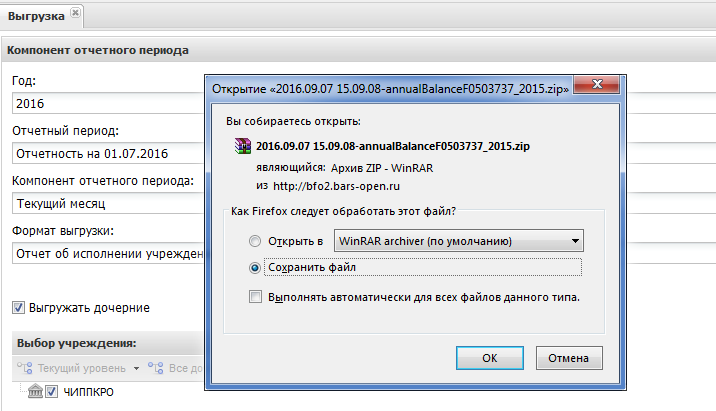 Выгрузка
Компонент отчетного периода
Год:
2016
Отчетный период:
Отчетность на 01.07.2016
Компонент отчетного периода:
Текущий месяц
Формат выгрузки:
Отчет об исполнении учрежден
Выгружать дочерние
Выбор учреждения:
Текущий уровень
Все до
ЧИППКРО
Открытие «2016.09.07 15.09.08-annualBalanceF0503737_2015.zip»
Вы собираетесь открыть:
2016.09.07 15.09.08-annualBalanceF0503737_2015.zip
являющийся: Архив ZIP - WinRAR
из http://bfo2.bars-open.ru
Как Firefox следует обработать этот файл?
Открыть в WinRAR archiver (по умолчанию)
Сохранить файл
Выполнять автоматически для всех файлов данного типа.
ОК Отмена